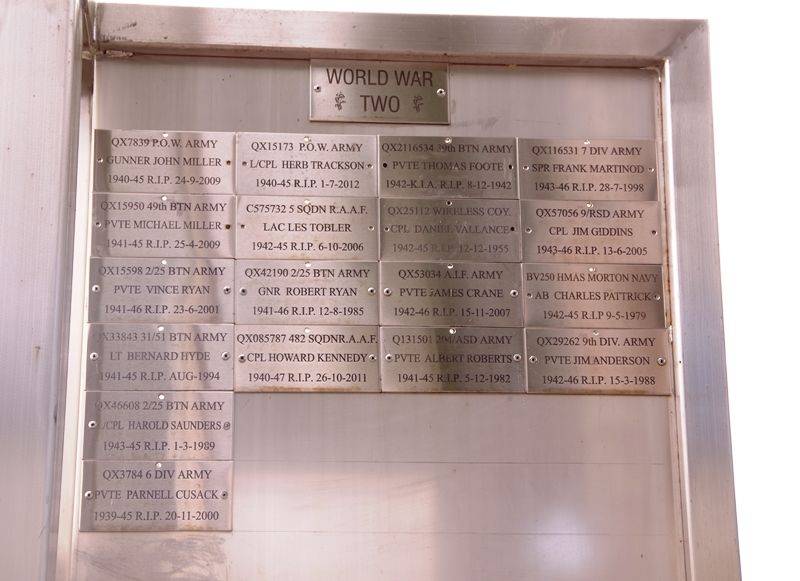 WORLD WAR
TWO
QX7839 P.O.W. ARMY
GUNNER JOHN MILLER
1940-45 R.I.P. 24-9-2009
QX15173 P.O.W. ARMY
L/CPL HERB TRACKSON
1940-45 R.I.P. 1-7-2012
QX2116534 39th BTN ARMY
PVTE THOMAS FOOTE
1942-K.I.A. R.I.P. 8-12-1942
QX116531 7 DIV ARMY
SPR FRANK MARTINOD
1943-46 R.I.P. 28-7-1998
QX15950 49th BTN ARMY
PVTE MICHAEL MILLER
1941-45 R.I.P. 25-4-2009
C575732 5 SQDN R.A.A.F.
LAC LES TOBLER
1942-45 R.I.P. 6-10-2006
QX25112 WIRELESS COY.
CPL DANIEL VALLANCE
1942-45 R.I.P. 12-12-1955
QX57056 9/RSD ARMY
CPL JIM GIDDINS
1943-46 R.I.P. 13-6-2005
QX15598 2/25 BTN ARMY
PVTE VINCE RYAN
1941-46 R.I.P. 23-6-2001
QX42190 2/25 BTN ARMY
GNR ROBERT RYAN
1941-46 R.I.P. 12-8-1985
QX53034 A.I.F. ARMY
PVTE JAMES CRANE
1942-46 R.I.P. 15-11-2007
BV250 HMAS MORTON NAVY
AB CHARLES PATTRICK
1942-45 R.I.P 9-5-1979
QX33843 31/51 BTN ARMY
LT BERNARD HYDE
1941-45 R.I.P. AUG-1994
QX085787 482 SQDNR.A.A.F.
CPL HOWARD KENNEDY
1940-47 R.I.P. 26-10-2011
Q131501 204/ASD ARMY
PVTE ALBERT ROBERTS
1941-45 R.I.P. 5-12-1982
QX29262 9th DIV. ARMY
PVTE JIM ANDERSON
1942-46 R.I.P. 15-3-1988
QX46608 2/25 BTN ARMY
L/CPL HAROLD SAUNDERS
1943-45 R.I.P. 1-3-1989
QX3784 6 DIV ARMY
PVTE PARNELL CUSACK
1939-45 R.I.P. 20-11-2000